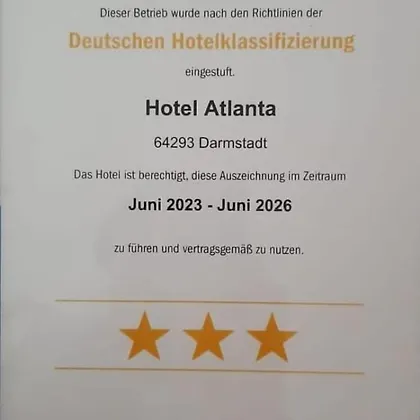 Dieser Betrieb wurde nach den Richtlinien der
Deutschen Hotelklassifizierung
eingestuft.
Hotel Atlanta
64293 Darmstadt
Das Hotel ist berechtigt, diese Auszeichnung im Zeitraum
Juni 2023 - Juni 2026
zu führen und vertragsgemäß zu nutzen.